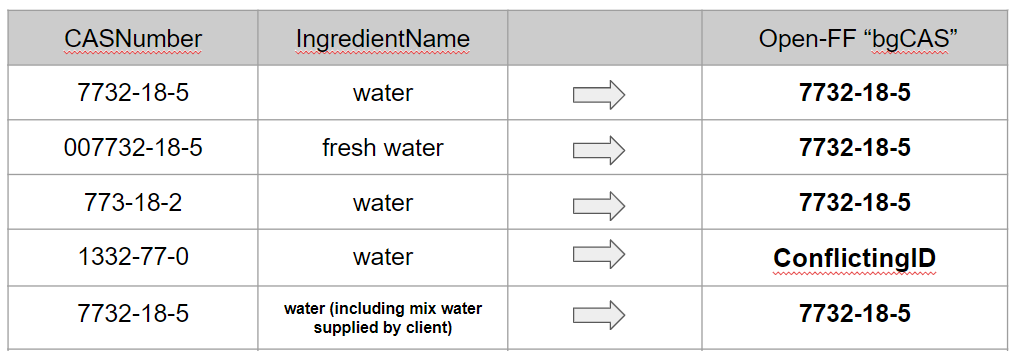 CASNumber IngredientName Open-FF “bgCAS”
7732-18-5 water 7732-18-5
007732-18-5 fresh water 7732-18-5
773-18-2 water 7732-18-5
1332-77-0 water ConflictingID
7732-18-5 water (including mix water supplied by client) 7732-18-5